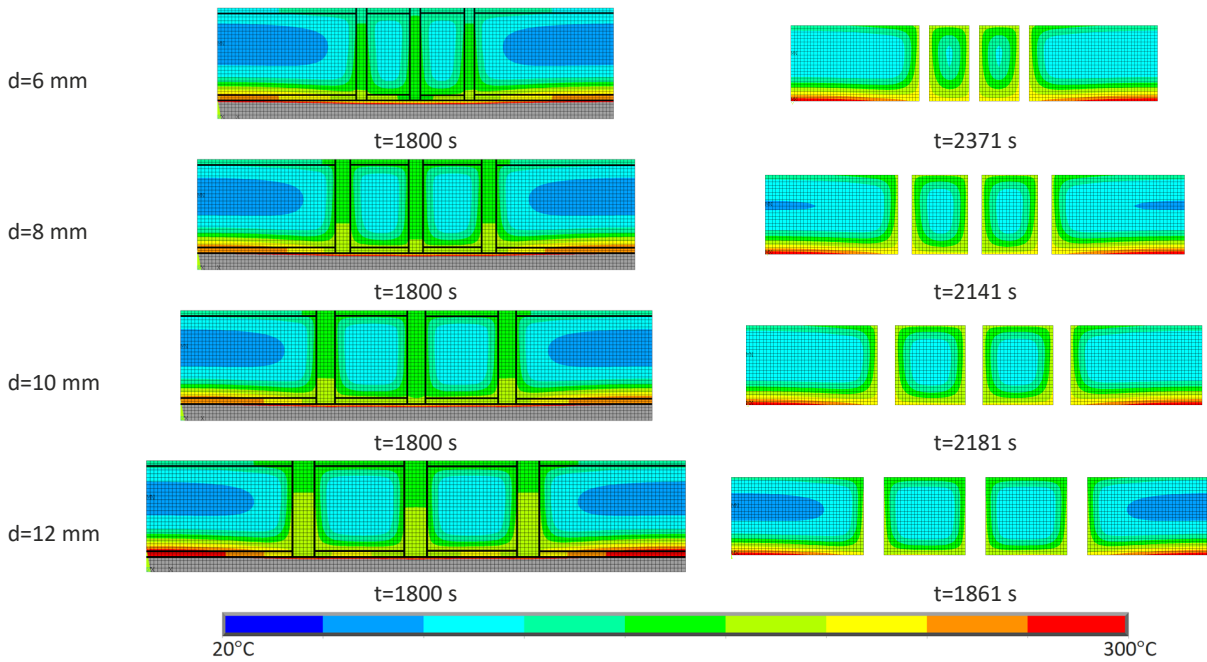 d=6 mm
t=1800 s
t=2371 s
d=8 mm
t=1800 s
t=2141 s
d=10 mm
t=1800 s
t=2181 s
d=12 mm
t=1800 s
t=1861 s
20°C
300°C